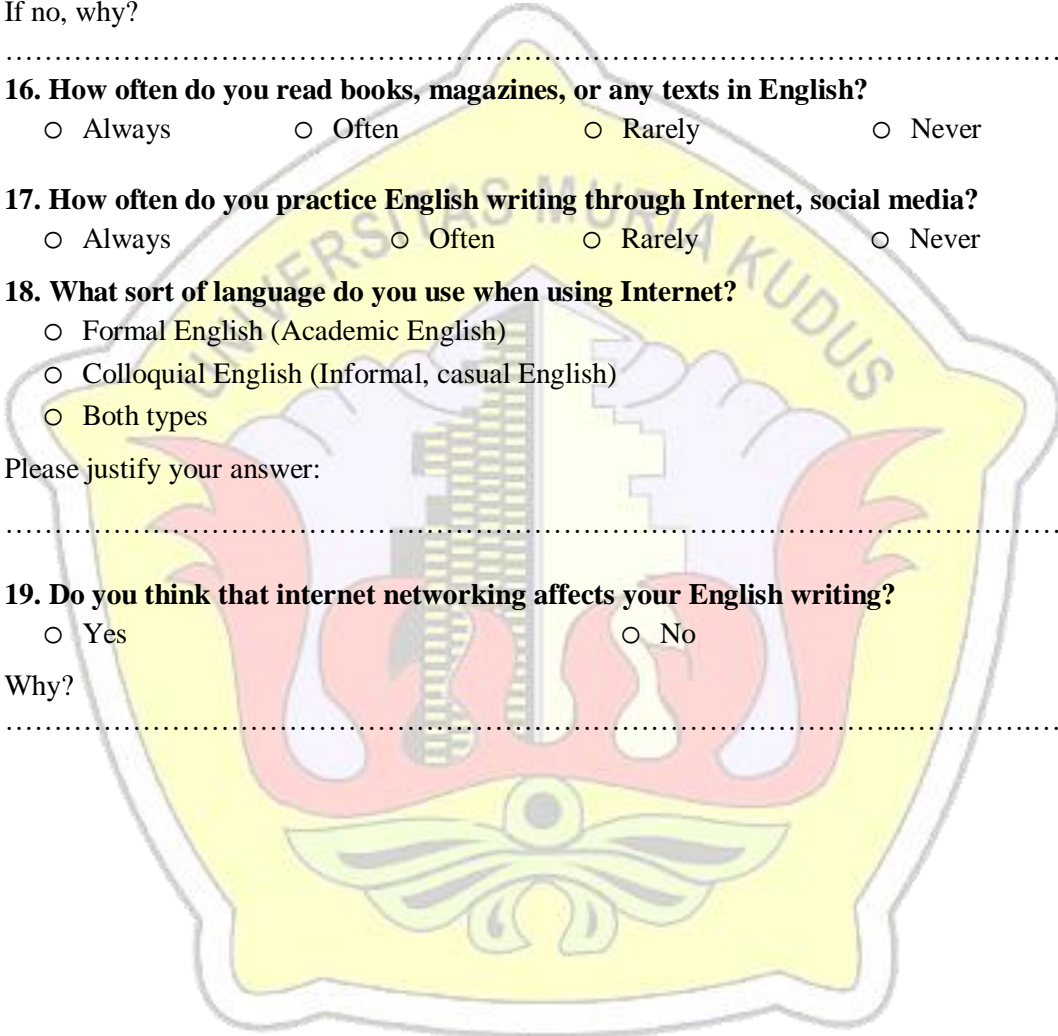 If no, why?
……………………………………………………………………………………………….
16. How often do you read books, magazines, or any texts in English?
○ Always ○ Often ○ Rarely ○ Never
17. How often do you practice English writing through Internet, social media?
○ Always ○ Often ○ Rarely ○ Never
18. What sort of language do you use when using Internet?
○ Formal English (Academic English)
○ Colloquial English (Informal, casual English)
○ Both types
Please justify your answer:
……………………………………………………………………………………………….
19. Do you think that internet networking affects your English writing?
○ Yes ○ No
Why?
………………………………………………………………………………...…………….….
UNIVERSITAS MURIA KUDUS